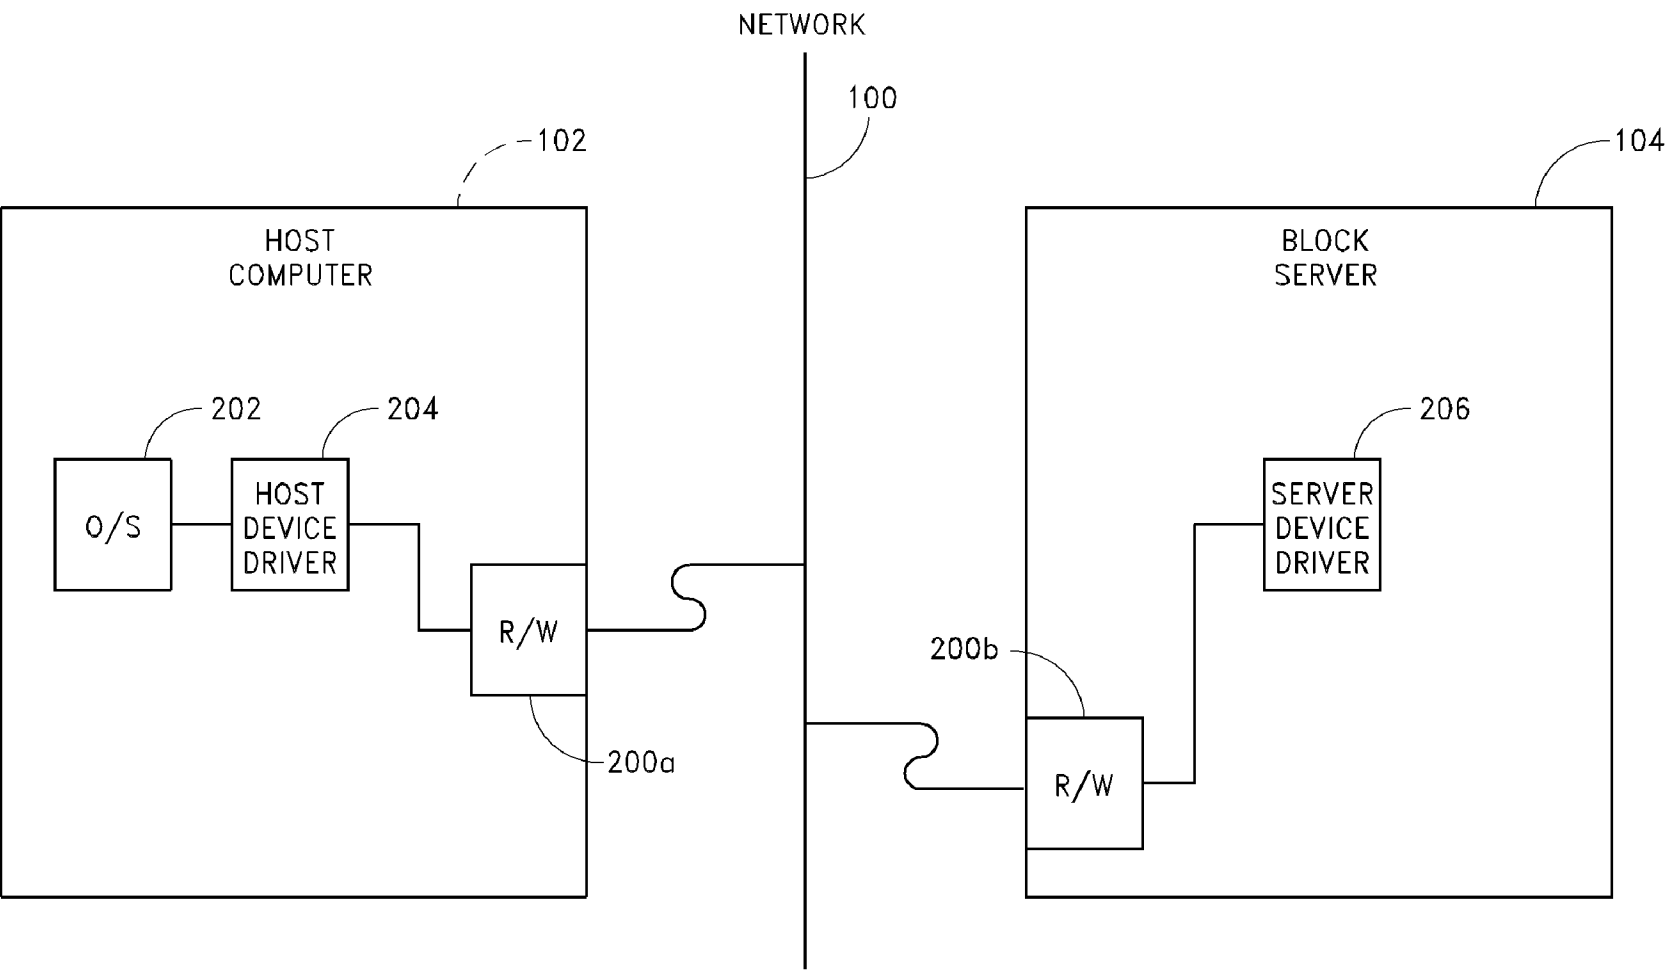 NETWORK
100
102
104
HOST
COMPUTER
BLOCK
SERVER
202
204
206
O/S
HOST
DEVICE
DRIVER
SERVER
DEVICE
DRIVER
R/W
200b
200a
R/W